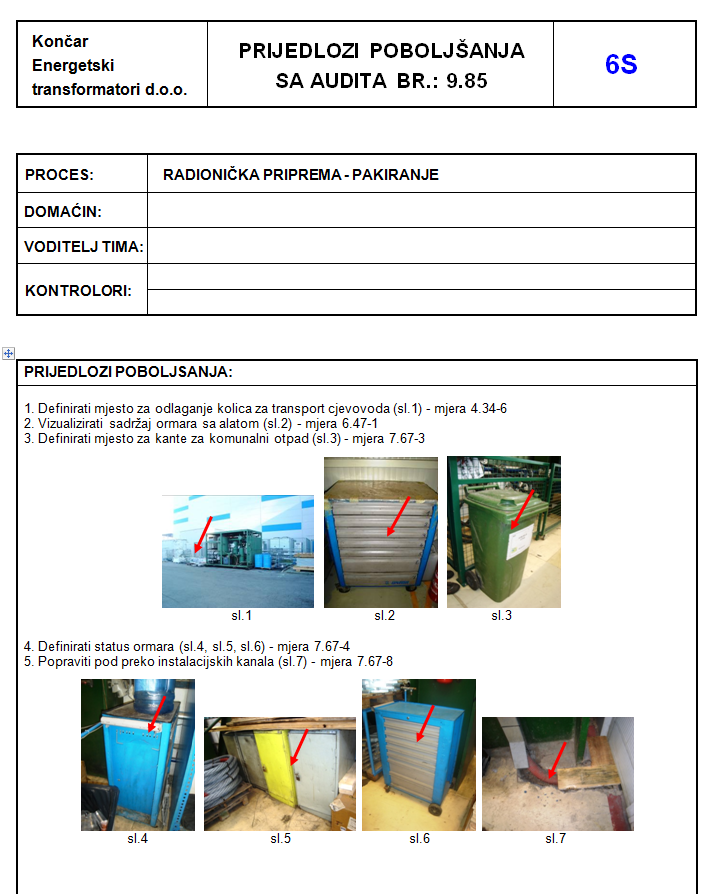 Končar
Energetski
transformatori d.o.o.
PRIJEDLOZI POBOLJŠANJA
SA AUDITA BR.: 9.85
6S
PROCES:
RADIONIČKA PRIPREMA - PAKIRANJE
DOMAĆIN:
VODITELJ TIMA:
KONTROLORI:
PRIJEDLOZI POBOLJSANJA:
1. Definirati mjesto za odlaganje kolica za transport cjevovoda (sl.1) - mjera 4.34-6
2. Vizualizirati sadržaj ormara sa alatom (sl.2) - mjera 6.47-1
3. Definirati mjesto za kante za komunalni otpad (sl.3) - mjera 7.67-3
sl.1
sl.2
sl.3
4. Definirati status ormara (sl.4, sl.5, sl.6) - mjera 7.67-4
5. Popraviti pod preko instalacijskih kanala (sl.7) - mjera 7.67-8
sl.4
sl.5
sl.6
sl.7